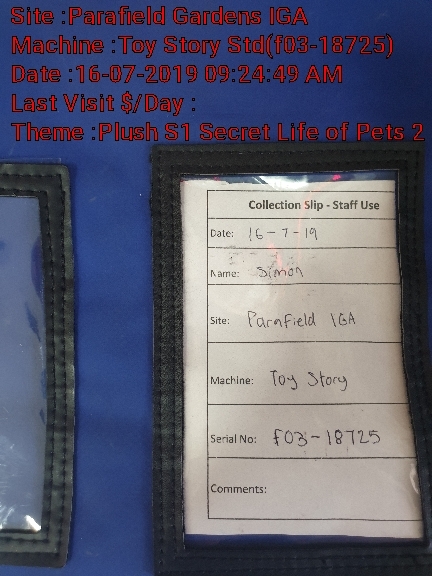 Site :Parafield Gardens IGA
Machine :Toy Story Std(f03-18725)
Date :16-07-2019 09:24:49 AM
Last Visit $/Day :
Theme :Plush S1 Secret Life of Pets 2
Collection Slip - Staff Use
Date: 16-7-19
Name: Simon
Site: Parafield IGA
Machine: Toy Story
Serial No: f03-18725
Comments: